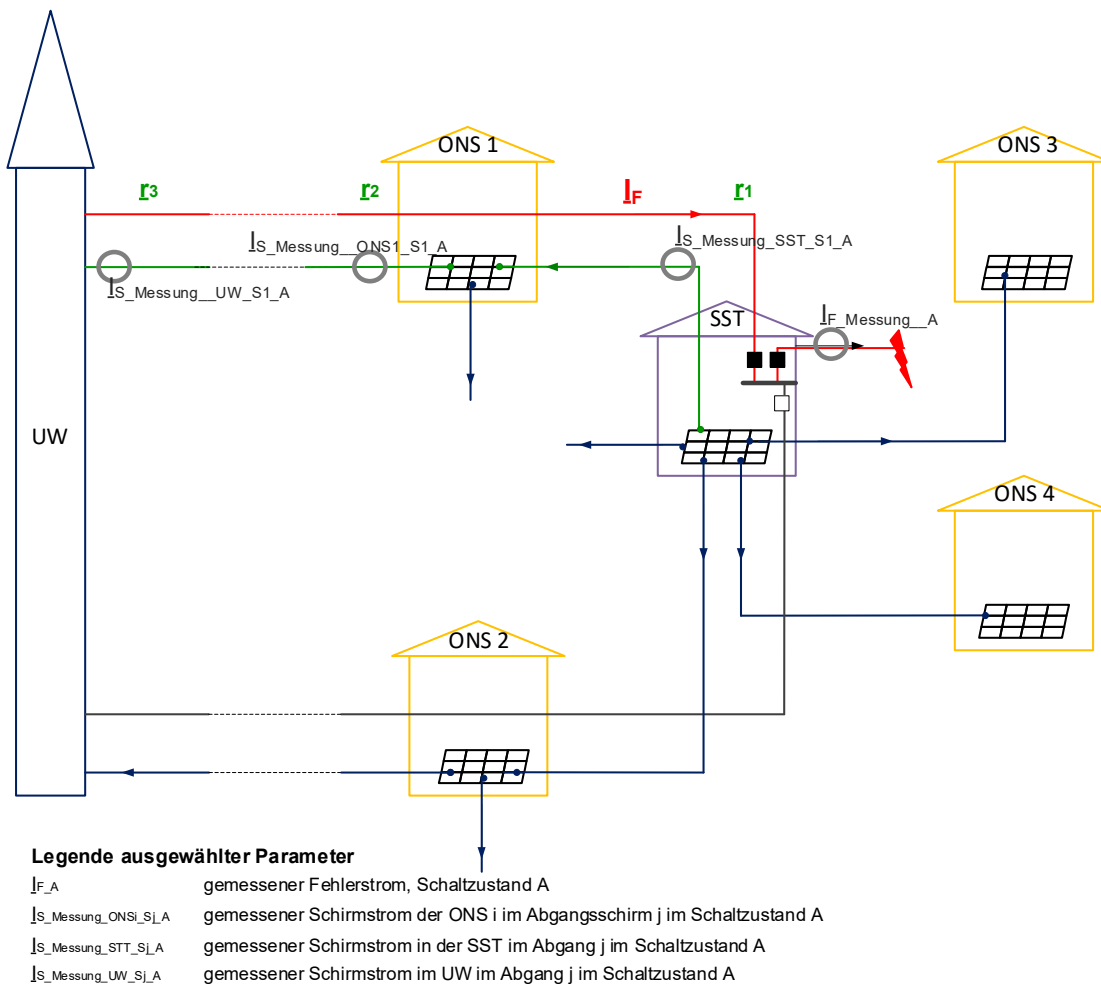 ONS 1
ONS 3
r3
r2
IF
r1
IS_Messung__ONS1_S1_A
IS_Messung_SST_S1_A
IS_Messung__UW_S1_A
SST
IF_Messung__A
UW
ONS 4
ONS 2
Legende ausgewählter Parameter
IF_A gemessener Fehlerstrom, Schaltzustand A
IS_Messung_ONSi_Sj_A gemessener Schirmstrom der ONS i im Abgangsschirm j im Schaltzustand A
IS_Messung_STT_Sj_A gemessener Schirmstrom in der SST im Abgang j im Schaltzustand A
IS_Messung_UW_Sj_A gemessener Schirmstrom im UW im Abgang j im Schaltzustand A